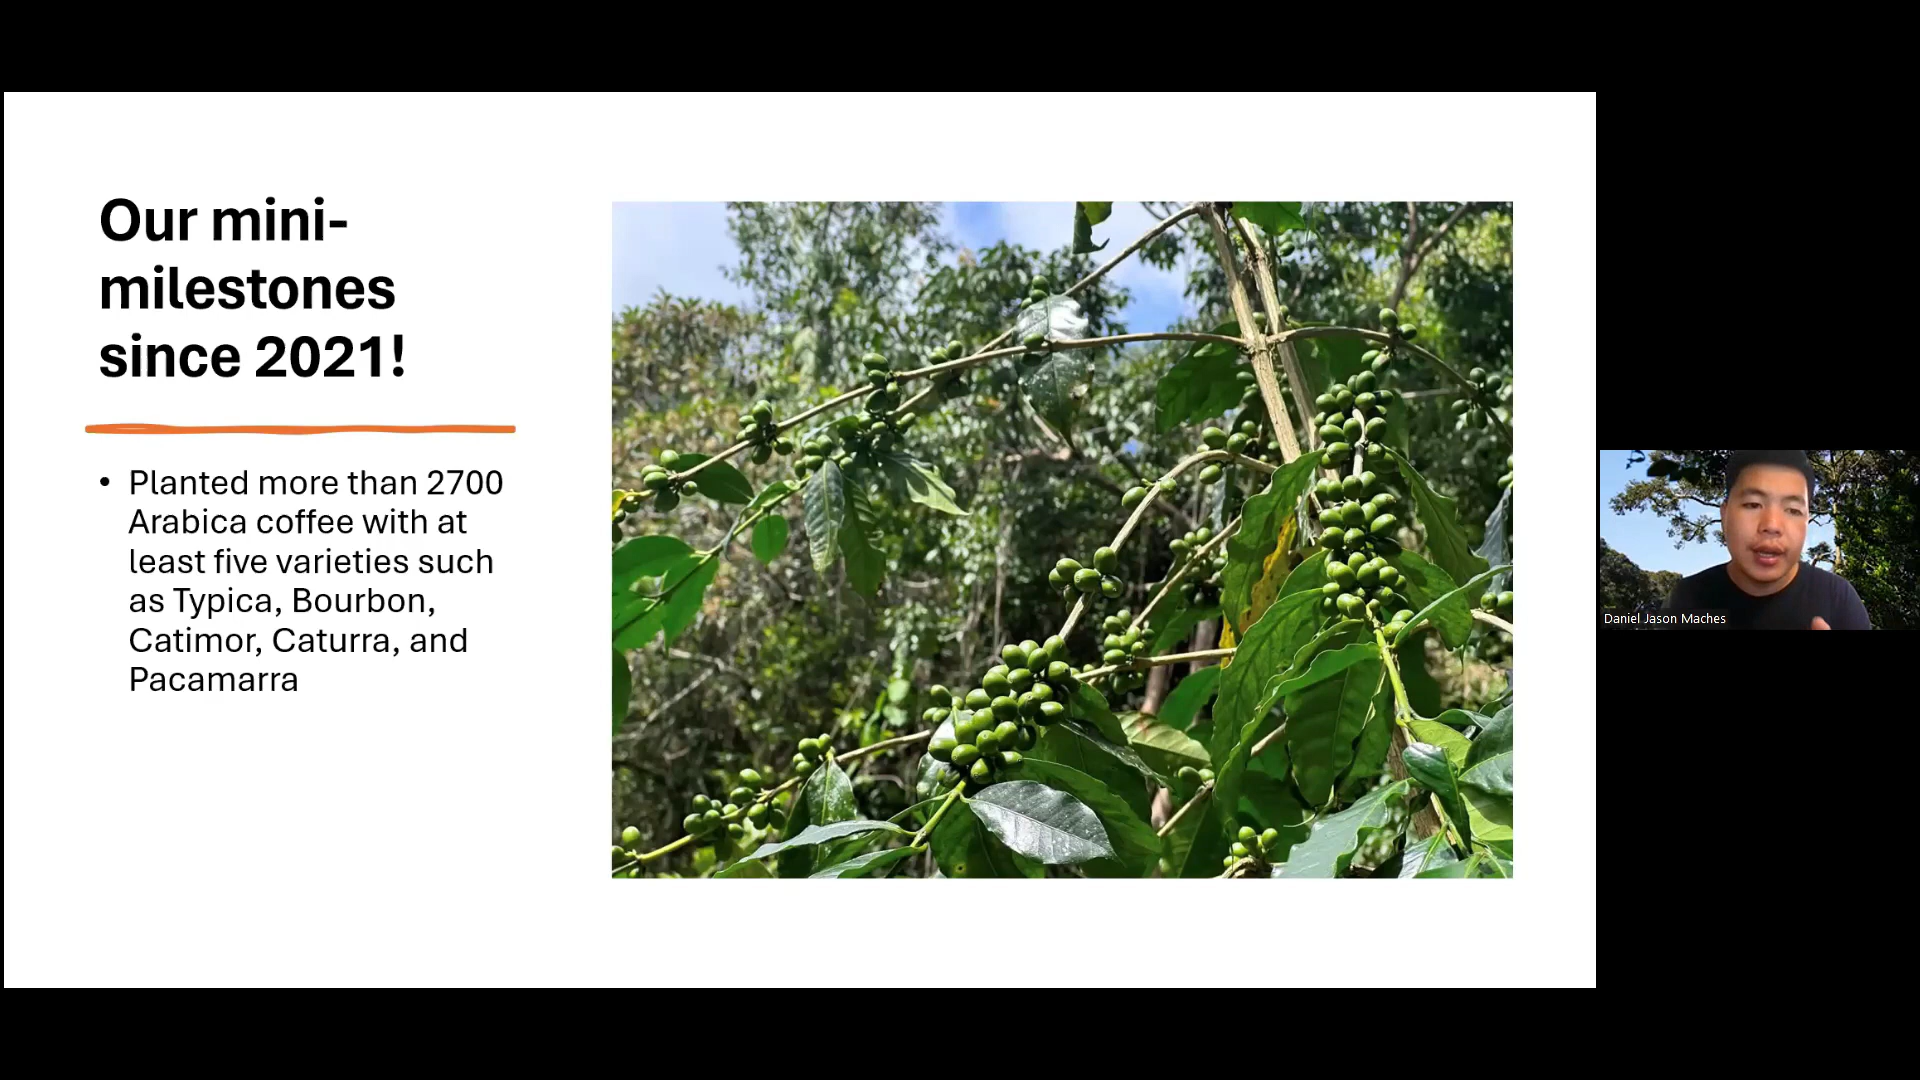 Our mini-
milestones
since 2021!
• Planted more than 2700
Arabica coffee with at
least five varieties such
as Typica, Bourbon,
Catimor, Caturra, and
Pacamarra
Daniel Jason Maches